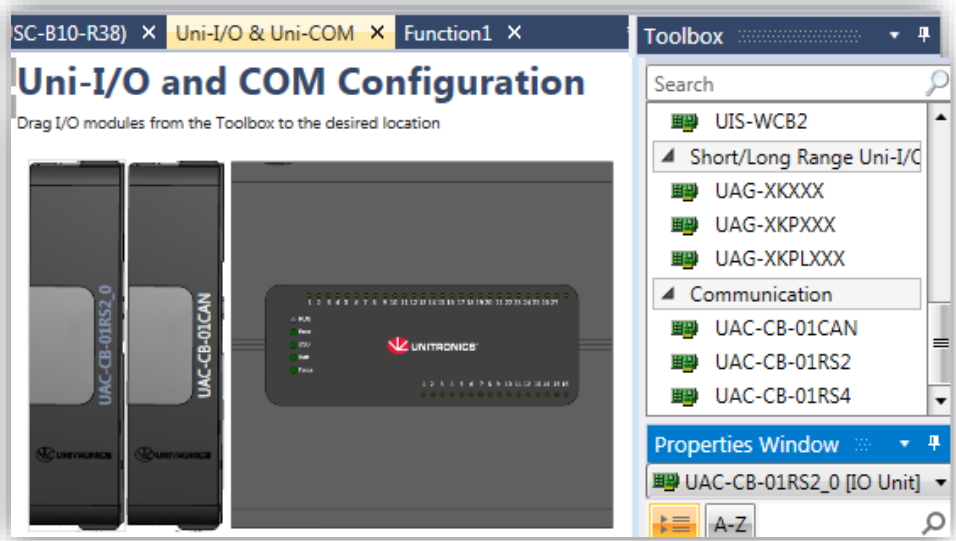 SC-B10-R38) ✕ Uni-I/O & Uni-COM ✕ Function1 ✕
Uni-I/O and COM Configuration
Drag I/O modules from the Toolbox to the desired location
UAC-CB-01RS2_0
UNITRONICS
UAC-CB-01CAN
UNITRONICS
RUN
USB
UNITRONICS
Toolbox
Search
UIS-WCB2
Short/Long Range Uni-I/O
UAG-XKXXX
UAG-XKPXXX
UAG-XKPLXXX
Communication
UAC-CB-01CAN
UAC-CB-01RS2
UAC-CB-01RS4
Properties Window
UAC-CB-01RS2_0 [IO Unit]
A-Z